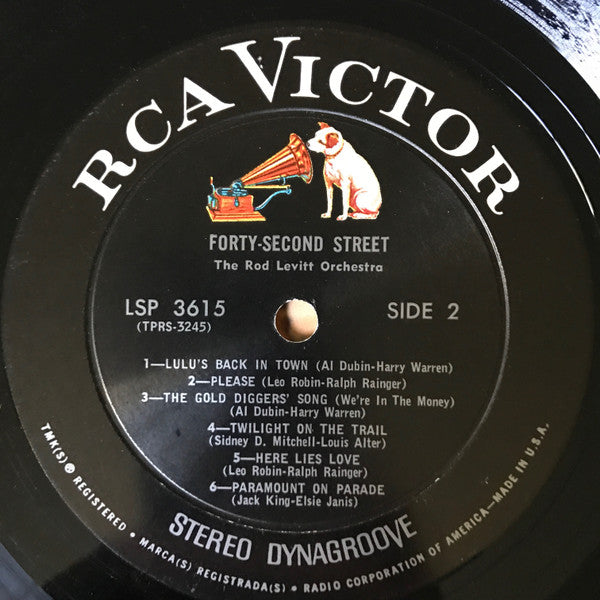 RCA VICTOR
FORTY-SECOND STREET
The Rod Levitt Orchestra
LSP 3615
(TPRS-3245)
SIDE 2
1—LULU'S BACK IN TOWN (Al Dubin-Harry Warren)
2—PLEASE (Leo Robin-Ralph Rainger)
3—THE GOLD DIGGERS' SONG (We're In The Money)
(Al Dubin-Harry Warren)
4—TWILIGHT ON THE TRAIL
(Sidney D. Mitchell-Louis Alter)
5—HERE LIES LOVE
(Leo Robin-Ralph Rainger)
6—PARAMOUNT ON PARADE
(Jack King-Elsie Janis)
STEREO DYNAGROOVE
TMK(S) ® REGISTERED • MARCA(S) REGISTRADA(S) • RADIO CORPORATION OF AMERICA—MADE IN U.S.A.